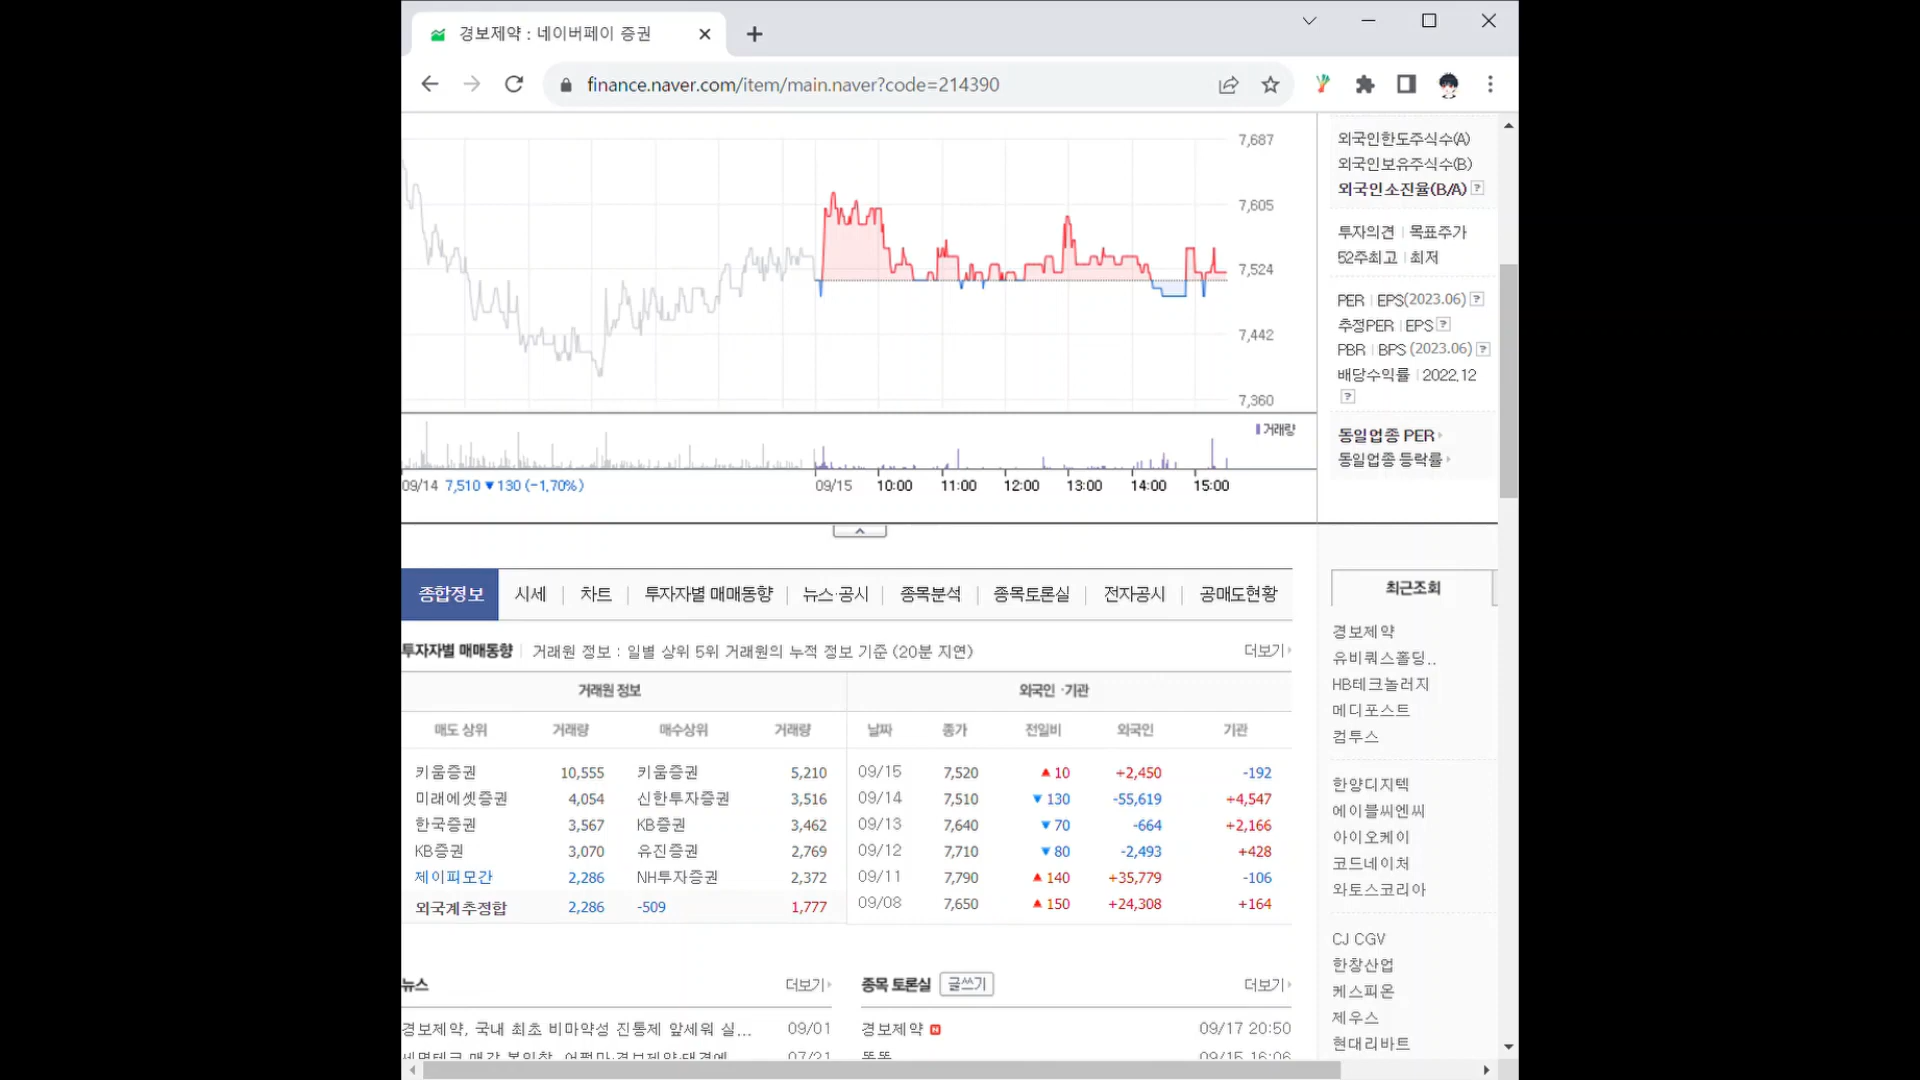 경보제약 : 네이버페이 증권
finance.naver.com/item/main.naver?code=214390
7,687
7,605
7,524
7,442
7,360
거래량
09/14 7,510 ▼ 130 (-1.70%)
09/15 10:00 11:00 12:00 13:00 14:00 15:00
외국인한도주식수(A)
외국인보유주식수(B)
외국인소진율(B/A) ?
투자의견 | 목표주가
52주최고 | 최저
PER | EPS(2023.06) ?
추정PER | EPS ?
PBR | BPS (2023.06) ?
배당수익률 | 2022.12
?
동일업종 PER
동일업종 등락률
종합정보 시세 차트 투자자별 매매동향 뉴스·공시 종목분석 종목토론실 전자공시 공매도현황
투자자별 매매동향 거래원 정보 : 일별 상위 5위 거래원의 누적 정보 기준 (20분 지연) 더보기
거래원 정보 외국인·기관
매도 상위 거래량 매수상위 거래량 날짜 종가 전일비 외국인 기관
키움증권 10,555 키움증권 5,210 09/15 7,520 ▲ 10 +2,450 -192
미래에셋증권 4,054 신한투자증권 3,516 09/14 7,510 ▼ 130 -55,619 +4,547
한국증권 3,567 KB증권 3,462 09/13 7,640 ▼ 70 -664 +2,166
KB증권 3,070 유진증권 2,769 09/12 7,710 ▼ 80 -2,493 +428
제이피모간 2,286 NH투자증권 2,372 09/11 7,790 ▲ 140 +35,779 -106
외국계추정합 2,286 -509 1,777 09/08 7,650 ▲ 150 +24,308 +164
뉴스 더보기
경보제약, 국내 최초 비마약성 진통제 앞세워 실... 09/01
07/21
종목 토론실 글쓰기 더보기
경보제약 N 09/17 20:50
똑똑 09/15 16:06
최근조회
경보제약
유비쿼스홀딩..
HB테크놀러지
메디포스트
컴투스
한양디지텍
에이블씨엔씨
아이오케이
코드네이처
와토스코리아
CJ CGV
한창산업
케스피온
제우스
현대리바트